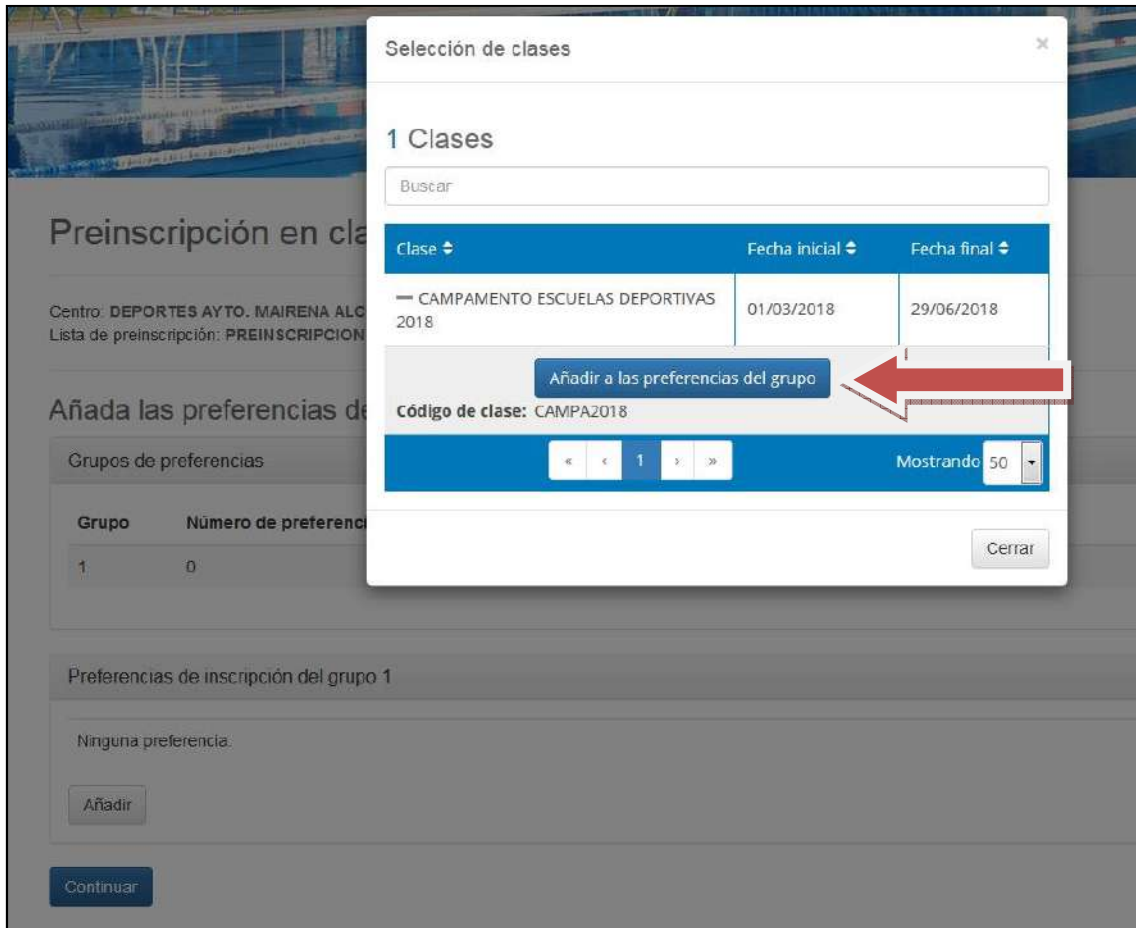 Selección de clases
×
1 Clases
Buscar
Clase Fecha inicial Fecha final
CAMPAMENTO ESCUELAS DEPORTIVAS 2018 01/03/2018 29/06/2018
Añadir a las preferencias del grupo
Código de clase: CAMPA2018
« ‹ 1 › » Mostrando 50
Cerrar
Preinscripción en cla
Centro: DEPORTES AYTO. MAIRENA ALC
Lista de preinscripción: PREINSCRIPCION
Añada las preferencias de
Grupos de preferencias
Grupo Número de preferenci
1 0
Preferencias de inscripción del grupo 1
Ninguna preferencia.
Añadir
Continuar